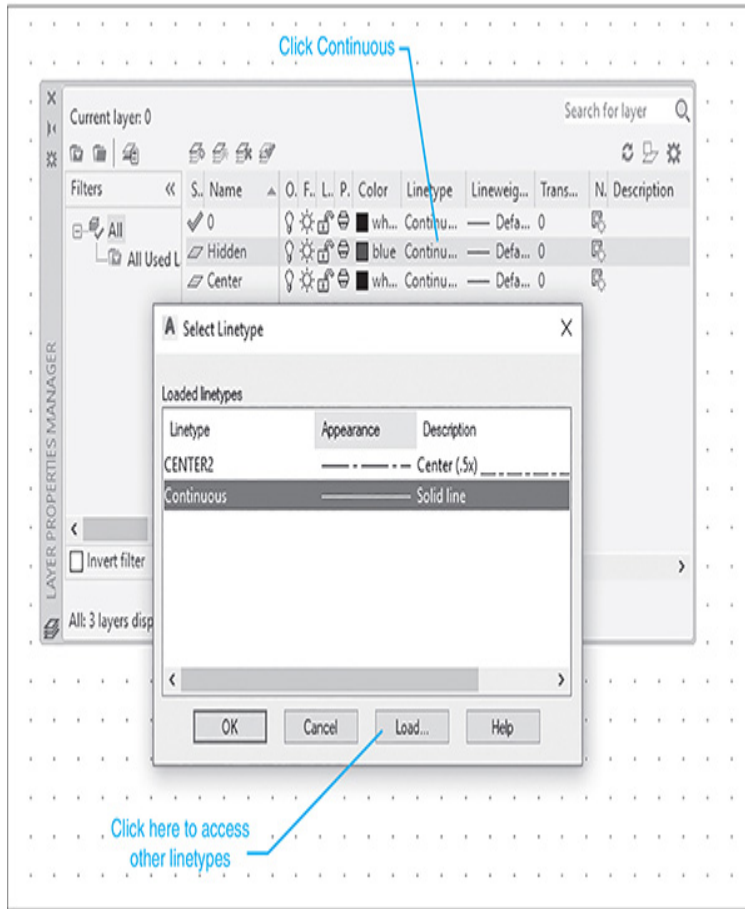 Click Continuous
Current layer: 0
Search for layer
Filters « S.. Name O. F.. L.. P. Color Linetype Lineweig... Trans... N. Description
All
All Used L
0 wh... Continu... Defa... 0
Hidden blue Continu... Defa... 0
Center wh... Continu... Defa... 0
LAYER PROPERTIES MANAGER
Invert filter
All: 3 layers disp
A Select Linetype X
Loaded linetypes
Linetype Appearance Description
CENTER2 Center (.5x)
Continuous Solid line
OK Cancel Load... Help
Click here to access
other linetypes